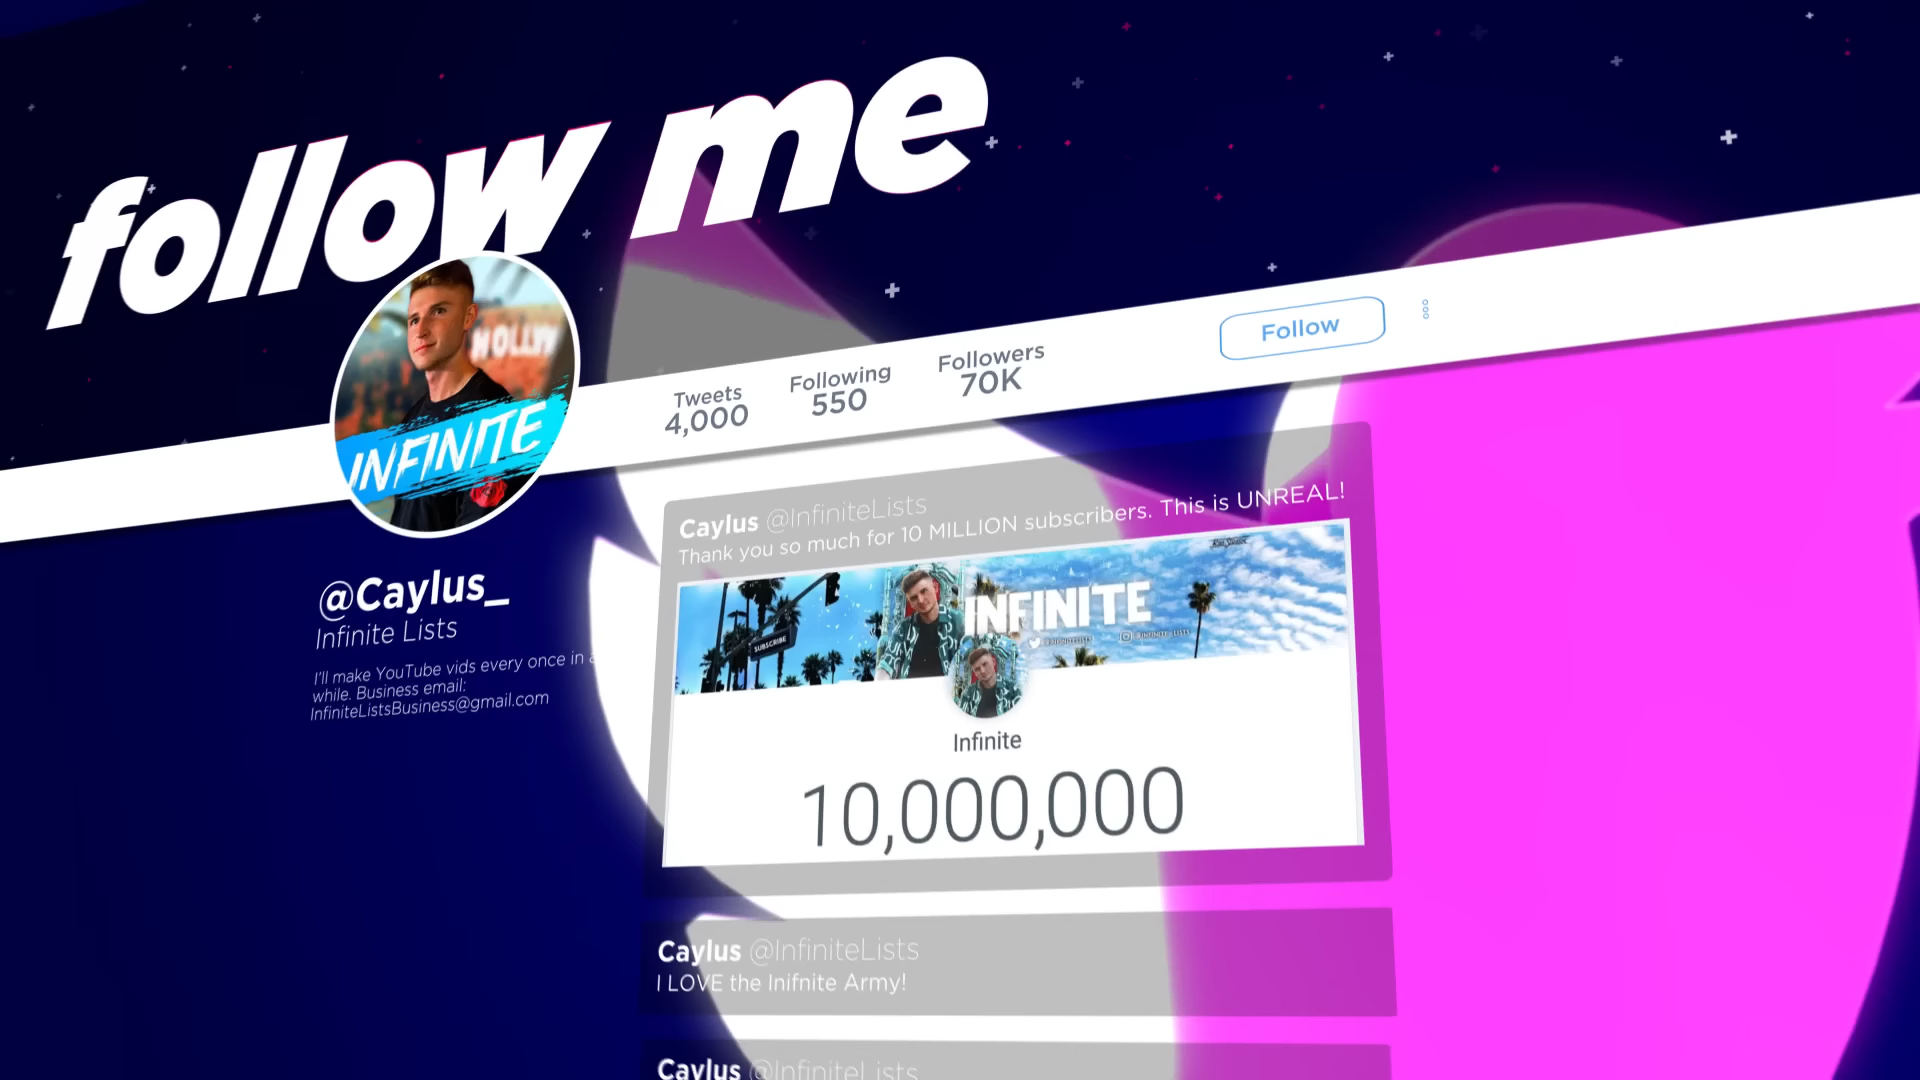 follow me
HOLLYW
INFINITE
Tweets
4,000
Following
550
Followers
70K
Follow
@Caylus_
Infinite Lists
I'll make YouTube vids every once in a
while. Business email:
InfiniteListsBusiness@gmail.com
Caylus @InfiniteLists
Thank you so much for 10 MILLION subscribers. This is UNREAL!
SUBSCRIBE
INFINITE
Infinite
10,000,000
Caylus @InfiniteLists
I LOVE the Inifnite Army!
Caylus @InfiniteLists